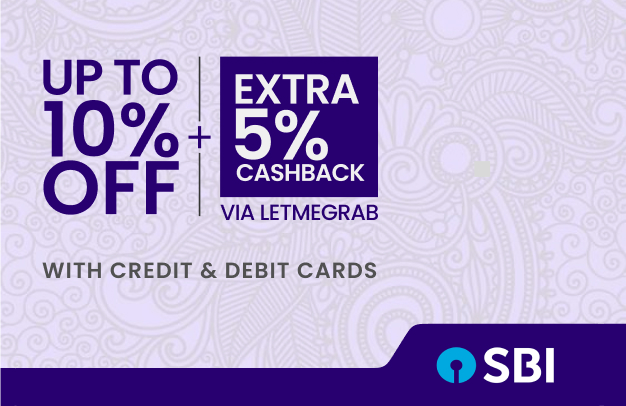 UP TO
10%
OFF
+
EXTRA
5%
CASHBACK
VIA LETMEGRAB
WITH CREDIT & DEBIT CARDS
SBI